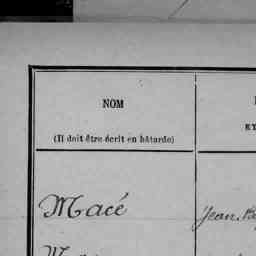 NOM
(Il doit être écrit en bâtarde)
Macé
Jean